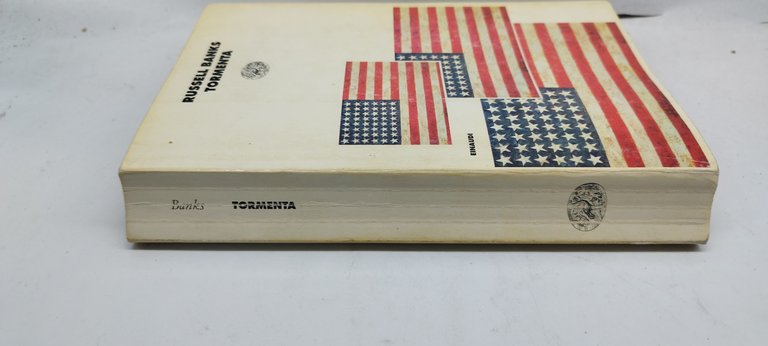 RUSSELL BANKS
TORMENTA
EINAUDI
Banks TORMENTA